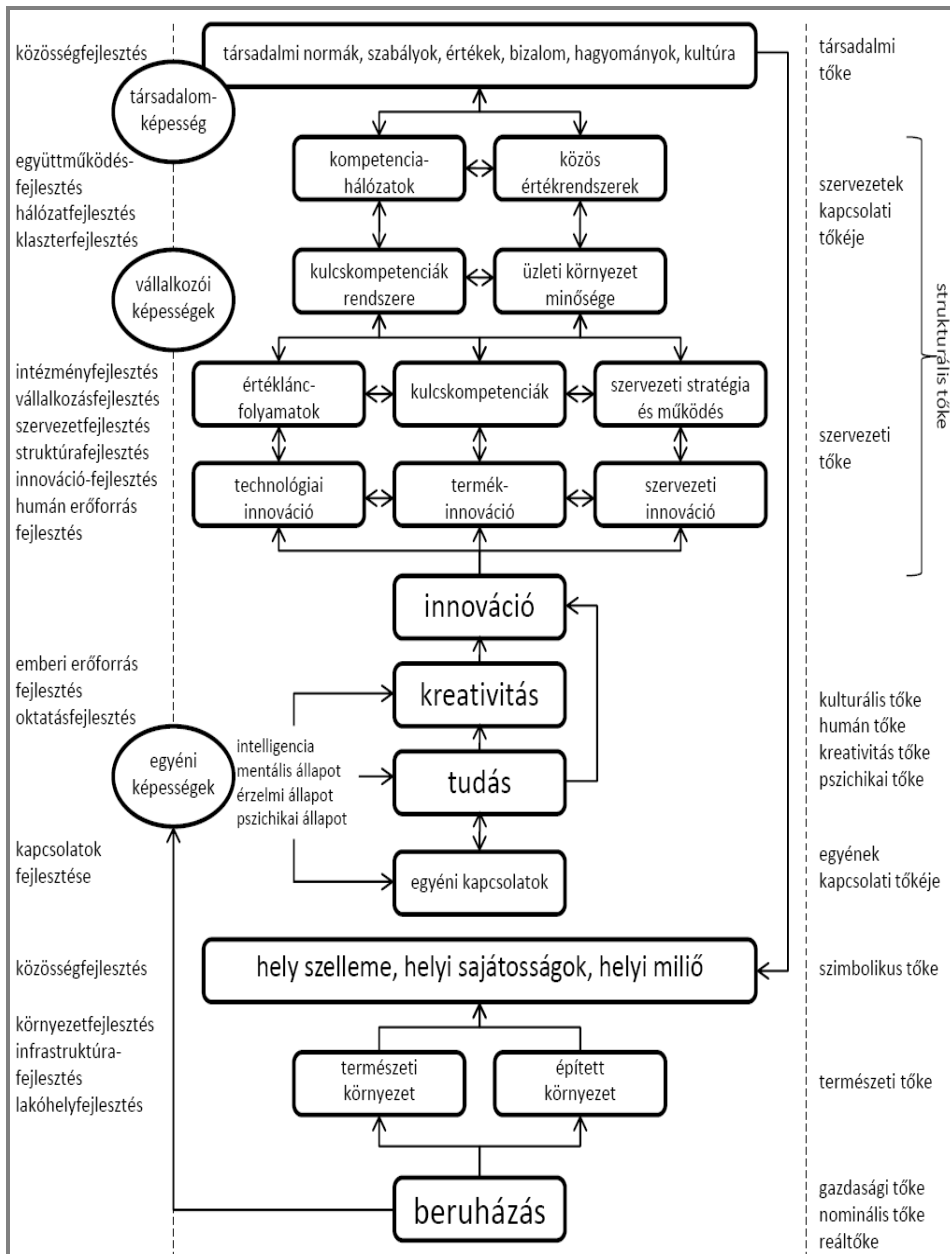 közösségfejlesztés
társadalmi normák, szabályok, értékek, bizalom, hagyományok, kultúra
társadalmi
tőke
társadalom-
képesség
együttműködés-
fejlesztés
hálózatfejlesztés
klaszterfejlesztés
kompetencia-
hálózatok
közös
értékrendszerek
szervezetek
kapcsolati
tőkéje
vállalkozói
képességek
kulcskompetenciák
rendszere
üzleti környezet
minősége
strukturális tőke
intézményfejlesztés
vállalkozásfejlesztés
szervezetfejlesztés
struktúrafejlesztés
innováció-fejlesztés
humán erőforrás
fejlesztés
értéklánc-
folyamatok
kulcskompetenciák
szervezeti stratégia
és működés
szervezeti
tőke
technológiai
innováció
termék-
innováció
szervezeti
innováció
innováció
emberi erőforrás
fejlesztés
oktatásfejlesztés
kreativitás
kulturális tőke
humán tőke
kreativitás tőke
pszichikai tőke
egyéni
képességek
intelligencia
mentális állapot
érzelmi állapot
pszichikai állapot
tudás
kapcsolatok
fejlesztése
egyéni kapcsolatok
egyének
kapcsolati tőkéje
közösségfejlesztés
hely szelleme, helyi sajátosságok, helyi miliő
szimbolikus tőke
környezetfejlesztés
infrastruktúra-
fejlesztés
lakóhelyfejlesztés
természeti
környezet
épített
környezet
természeti tőke
beruházás
gazdasági tőke
nominális tőke
reáltőke